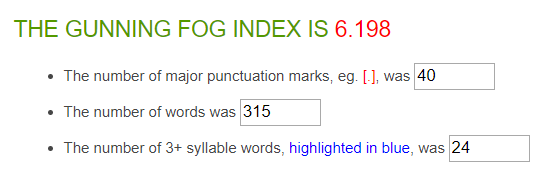 THE GUNNING FOG INDEX IS 6.198
• The number of major punctuation marks, eg. [.], was 40
• The number of words was 315
• The number of 3+ syllable words, highlighted in blue, was 24